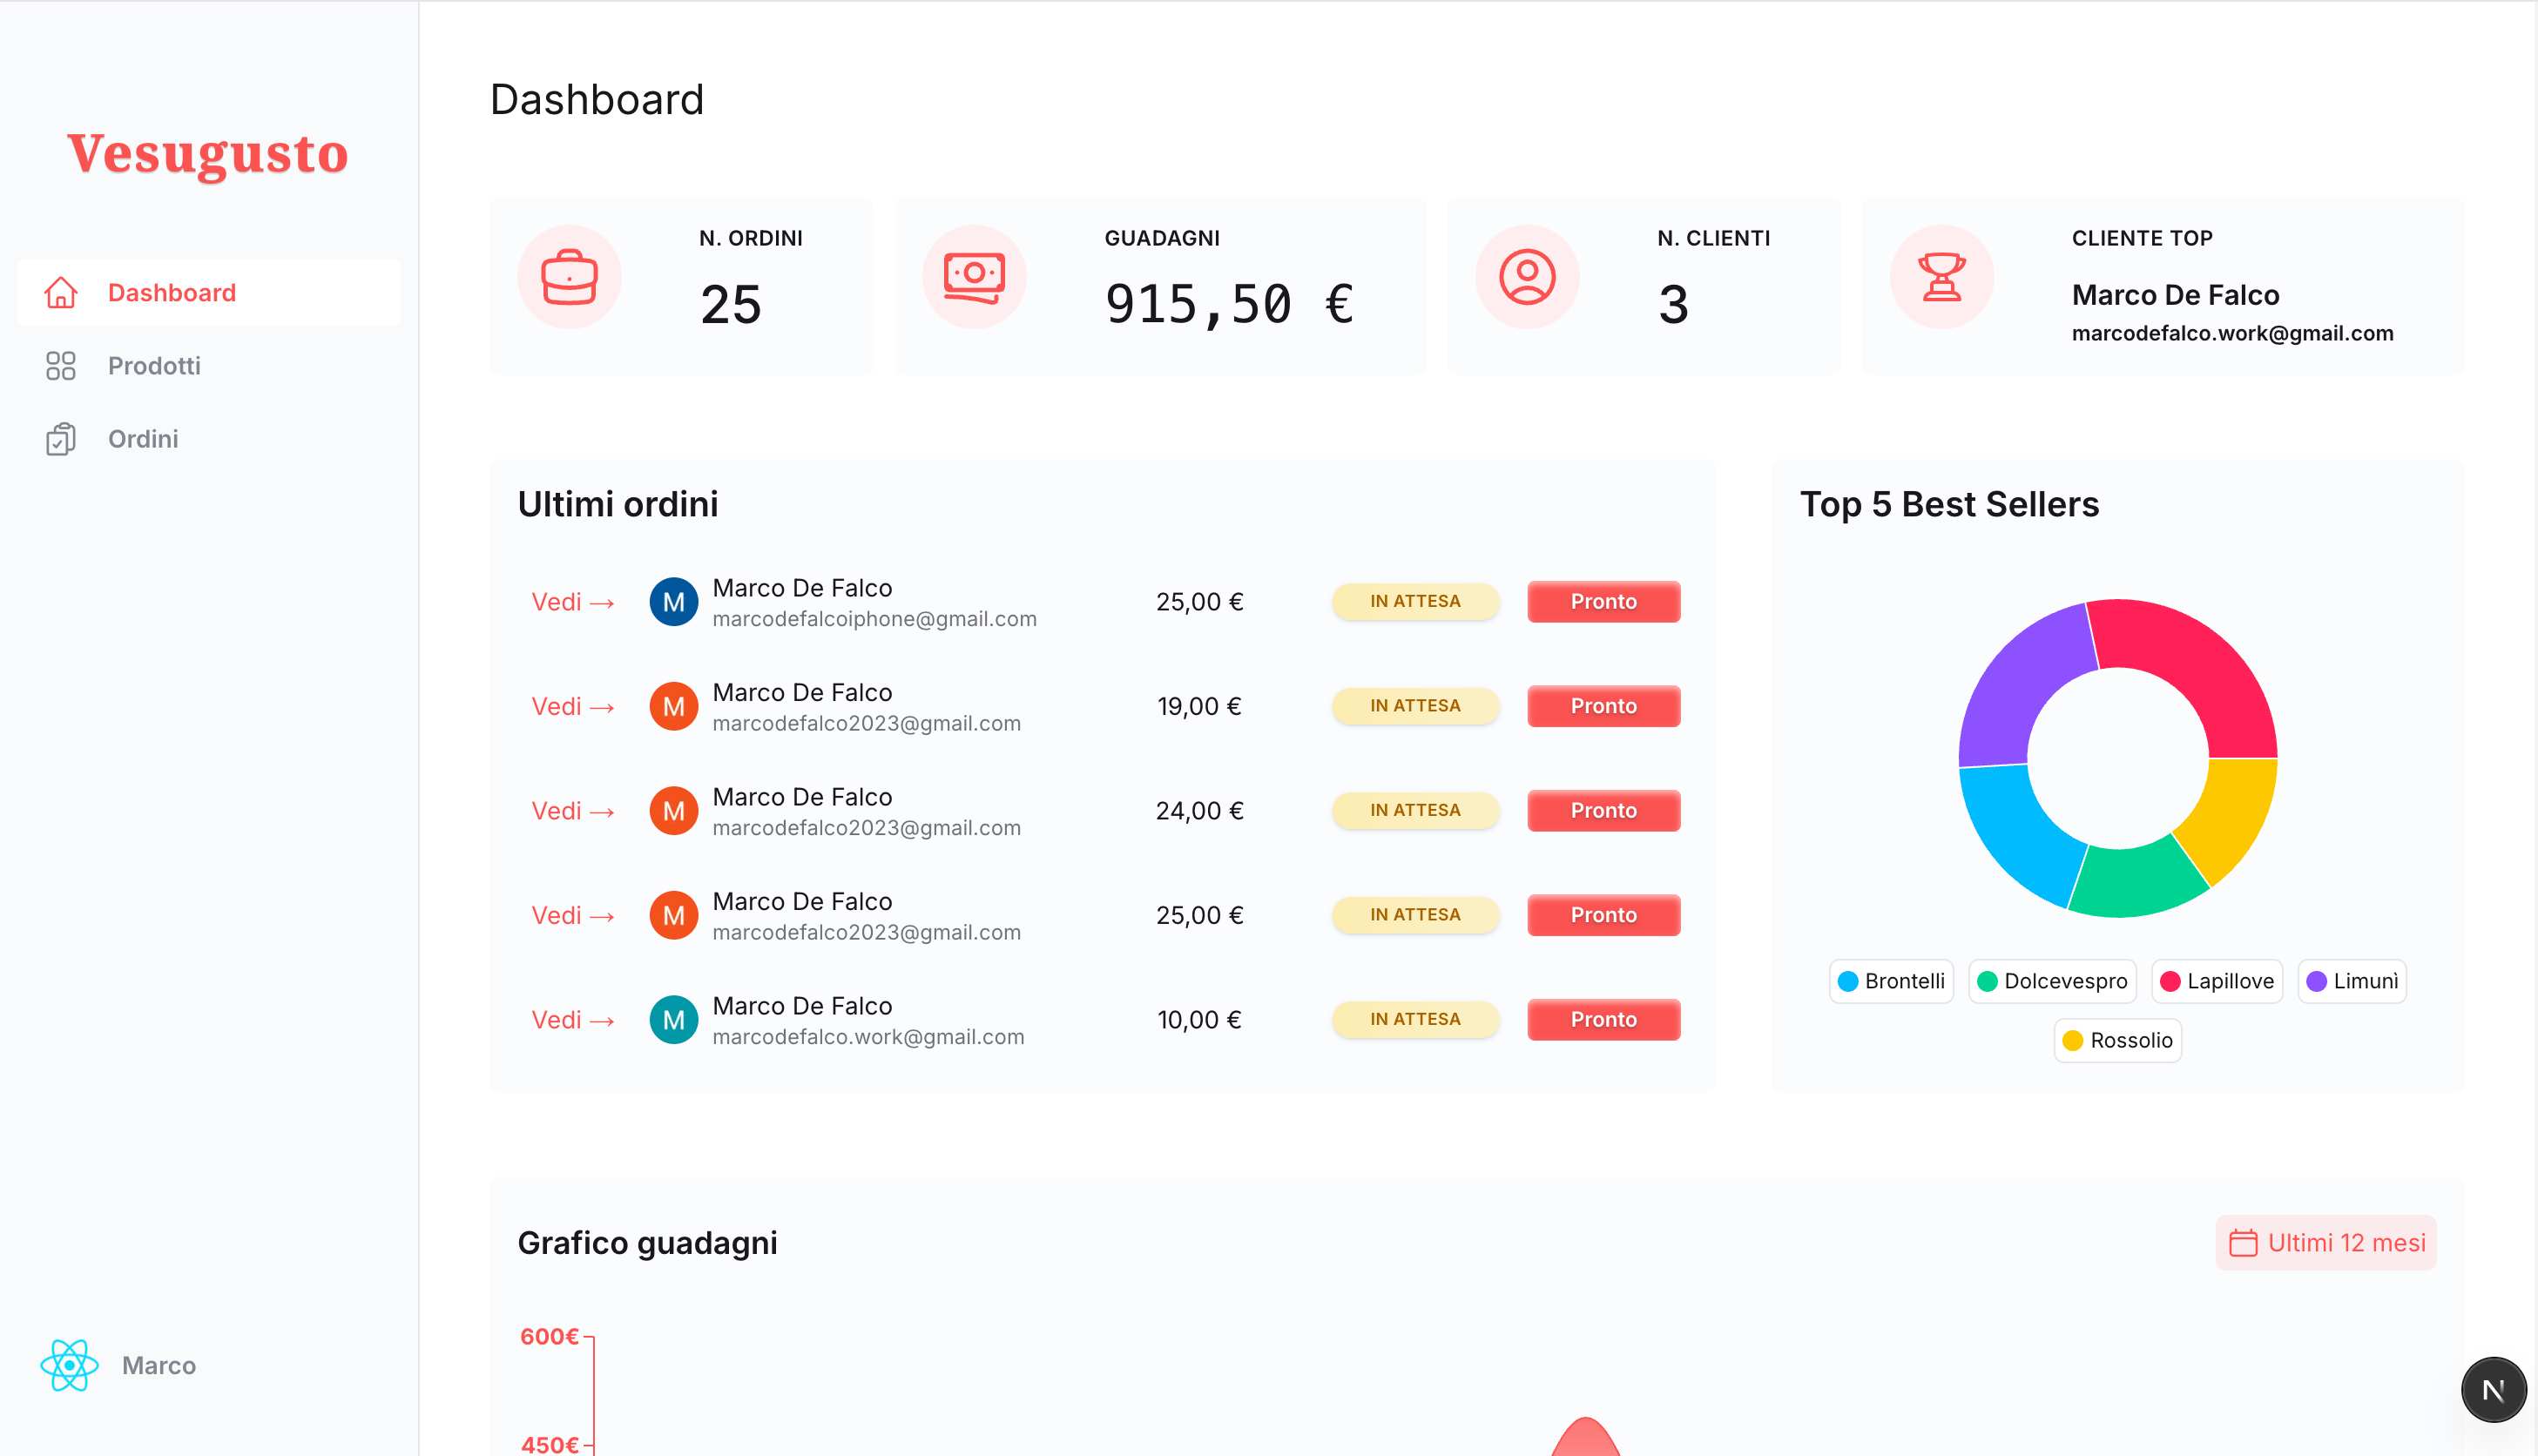 Vesugusto
Dashboard
Prodotti
Ordini
Marco
Dashboard
N. ORDINI
25
GUADAGNI
915,50 €
N. CLIENTI
3
CLIENTE TOP
Marco De Falco
marcodefalco.work@gmail.com
Ultimi ordini
Vedi → M Marco De Falco 25,00 € IN ATTESA Pronto
marcodefalcoiphone@gmail.com
Vedi → M Marco De Falco 19,00 € IN ATTESA Pronto
marcodefalco2023@gmail.com
Vedi → M Marco De Falco 24,00 € IN ATTESA Pronto
marcodefalco2023@gmail.com
Vedi → M Marco De Falco 25,00 € IN ATTESA Pronto
marcodefalco2023@gmail.com
Vedi → M Marco De Falco 10,00 € IN ATTESA Pronto
marcodefalco.work@gmail.com
Top 5 Best Sellers
Brontelli Dolcevespro Lapillove Limunì
Rossolio
Grafico guadagni
Ultimi 12 mesi
600€
450€
N